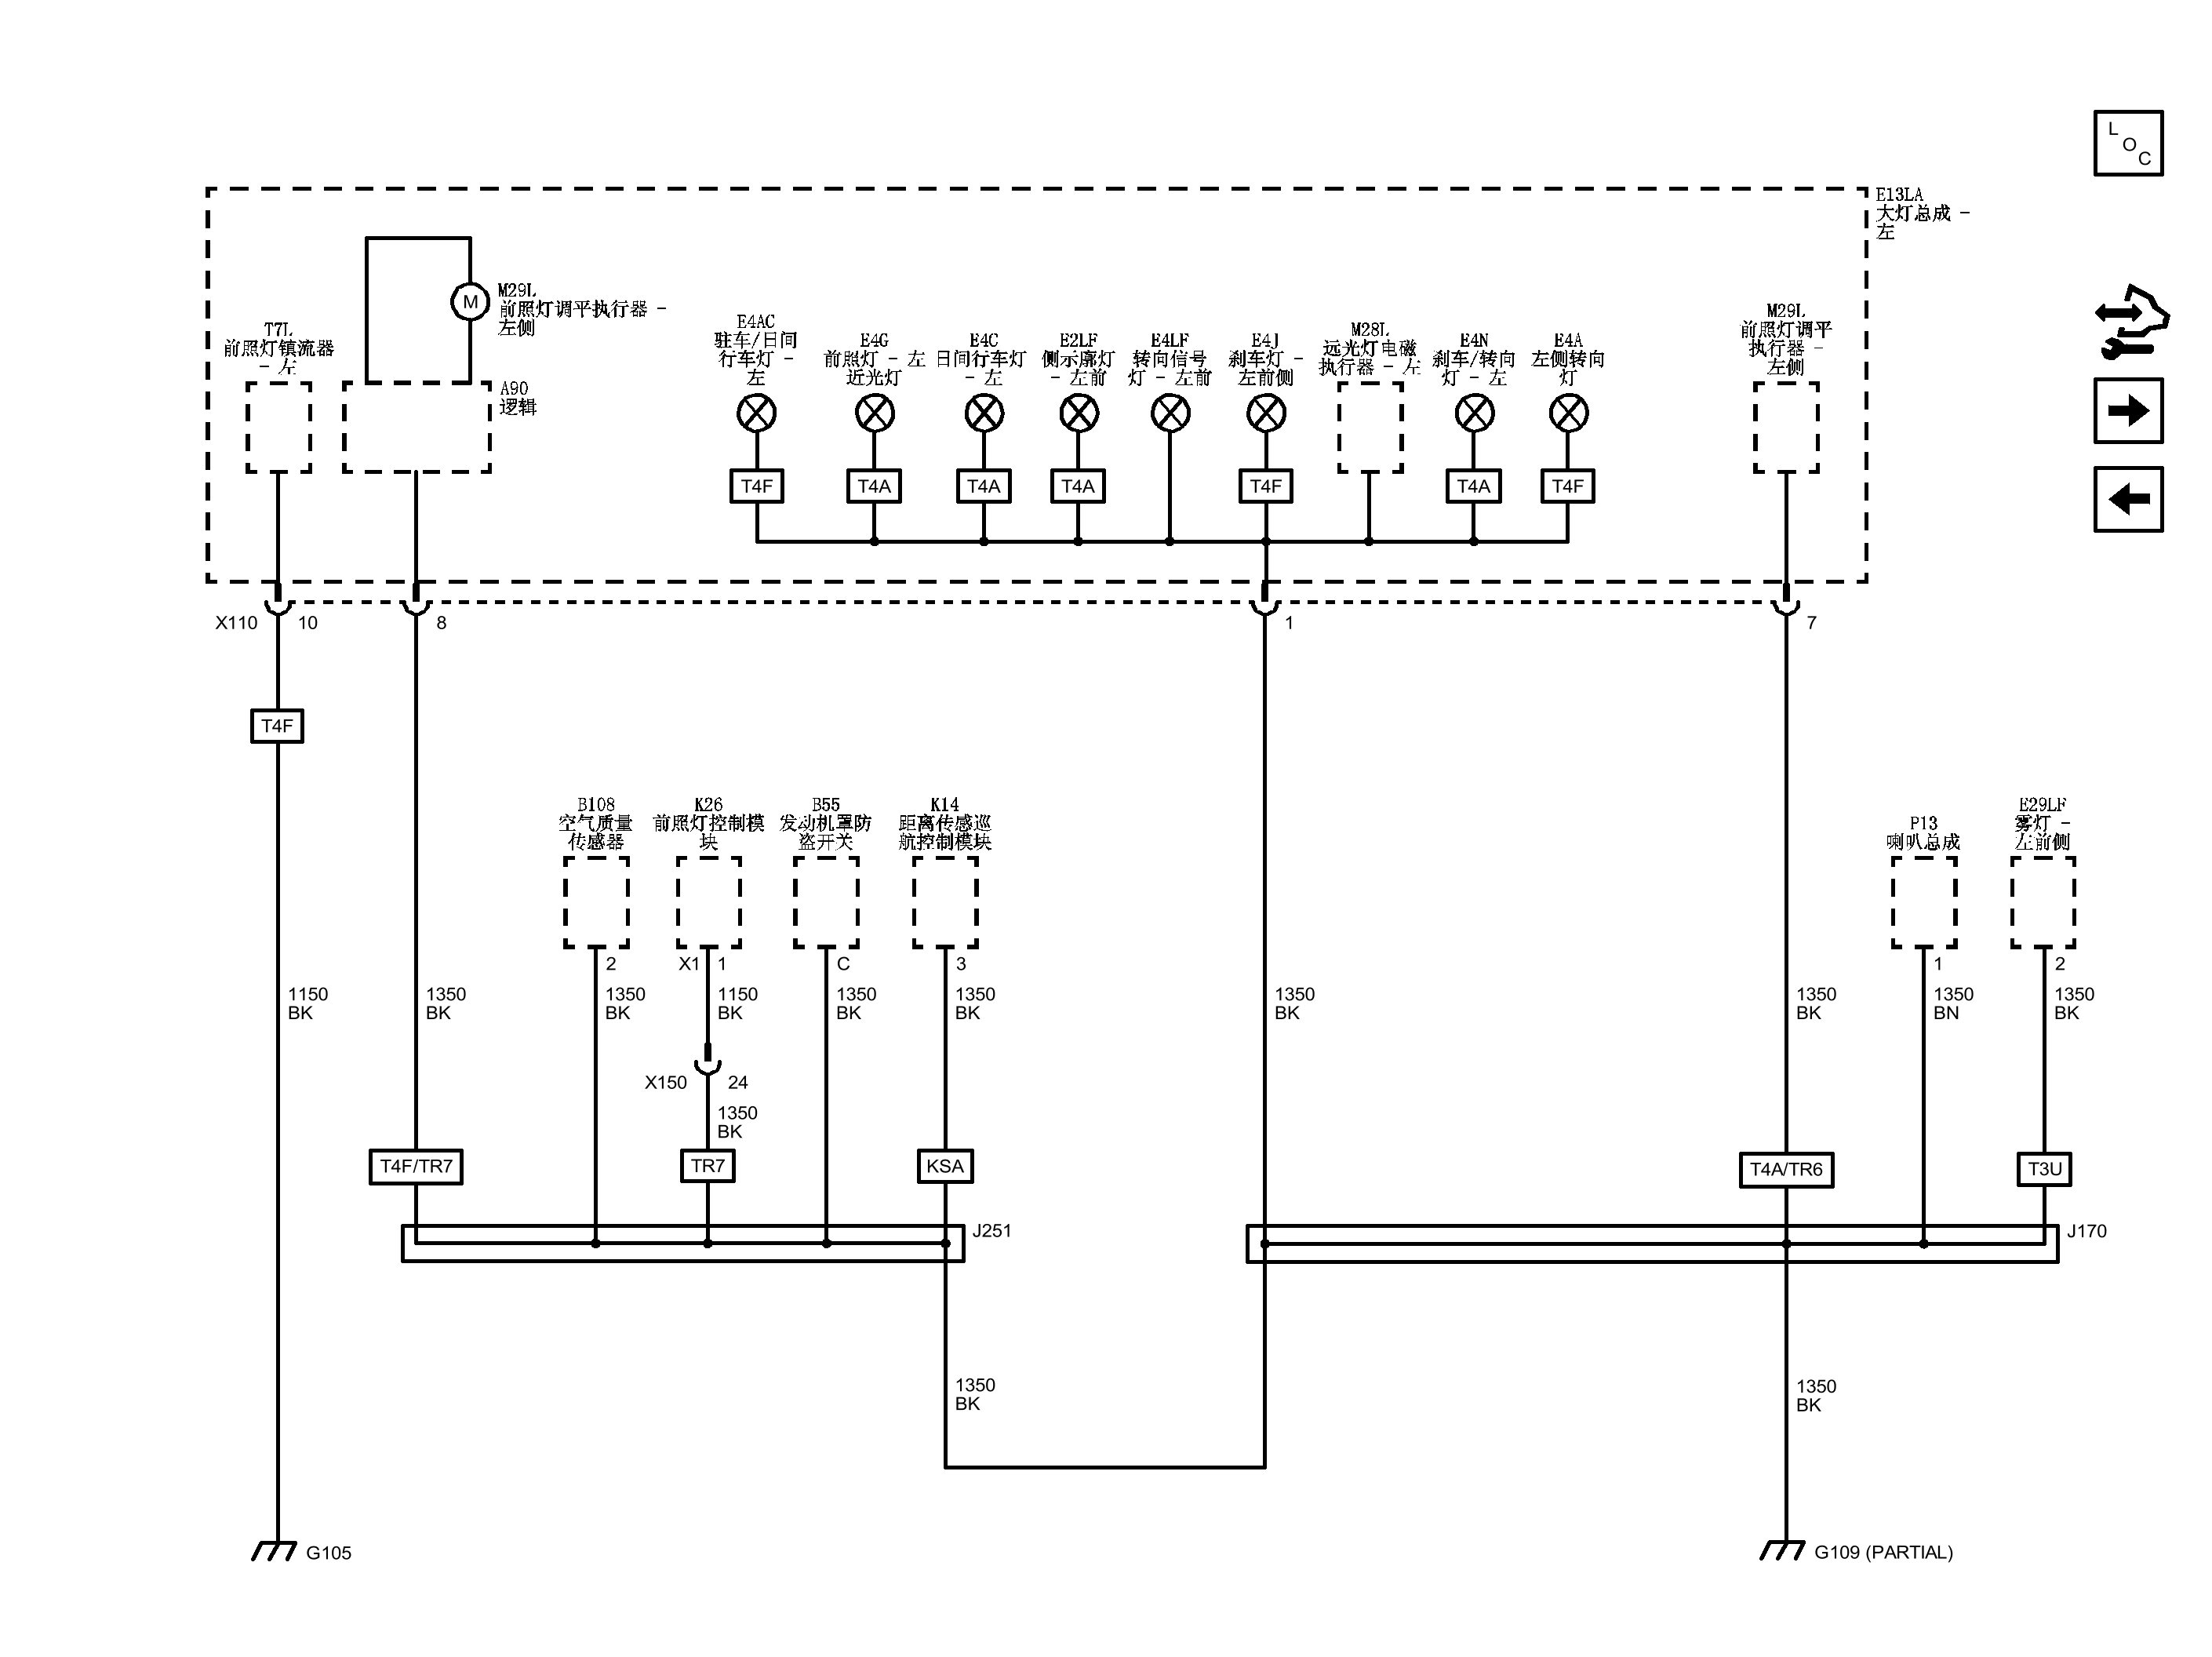 L
O
C
E13LA
大灯总成 -
左
M
M29L
前照灯调平执行器 -
左侧
T7L
前照灯镇流器
- 左
A90
逻辑
E4AC
驻车/日间
行车灯 -
左
E4G
前照灯 - 左
近光灯
E4C
日间行车灯
- 左
E2LF
侧示廓灯
- 左前
E4LF
转向信号
灯 - 左前
E4J
刹车灯 -
左前侧
M28L
远光灯电磁
执行器 - 左
E4N
刹车/转向
灯 - 左
E4A
左侧转向
灯
M29L
前照灯调平
执行器 -
左侧
T4F
T4A
T4A
T4A
T4F
T4A
T4F
X110
10
8
1
7
T4F
B108
空气质量
传感器
K26
前照灯控制模
块
B55
发动机罩防
盗开关
K14
距离传感巡
航控制模块
P13
喇叭总成
E29LF
雾灯 -
左前侧
2
X1
1
C
3
1
2
1150
BK
1350
BK
1350
BK
1150
BK
1350
BK
1350
BK
1350
BK
1350
BK
1350
BN
1350
BK
X150
24
1350
BK
T4F/TR7
TR7
KSA
T4A/TR6
T3U
J251
J170
1350
BK
1350
BK
G105
G109 (PARTIAL)